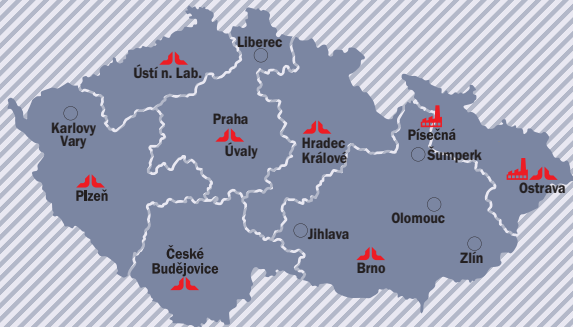 Liberec
Ústí n. Lab.
Karlovy
Vary
Praha
Úvaly
Hradec
Králové
Písečná
Šumperk
Plzeň
Ostrava
Olomouc
Jihlava
České
Budějovice
Brno
Zlín